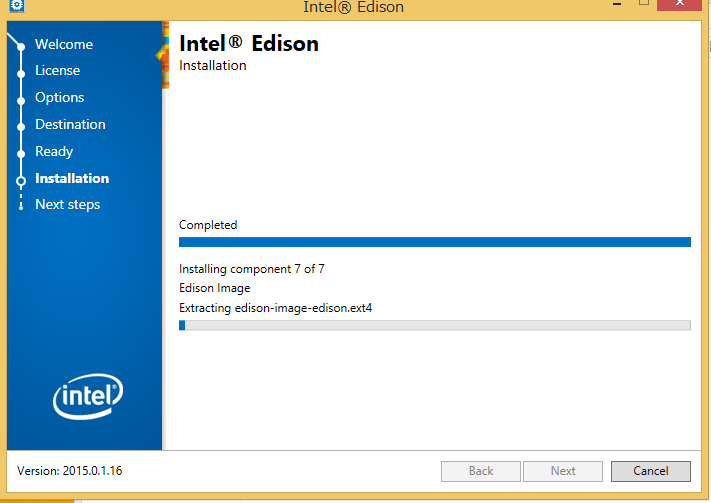 Intel® Edison
Welcome
License
Options
Destination
Ready
Installation
Next steps
intel®
Intel® Edison
Installation
Completed
Installing component 7 of 7
Edison Image
Extracting edison-image-edison.ext4
Version: 2015.0.1.16
Back
Next
Cancel